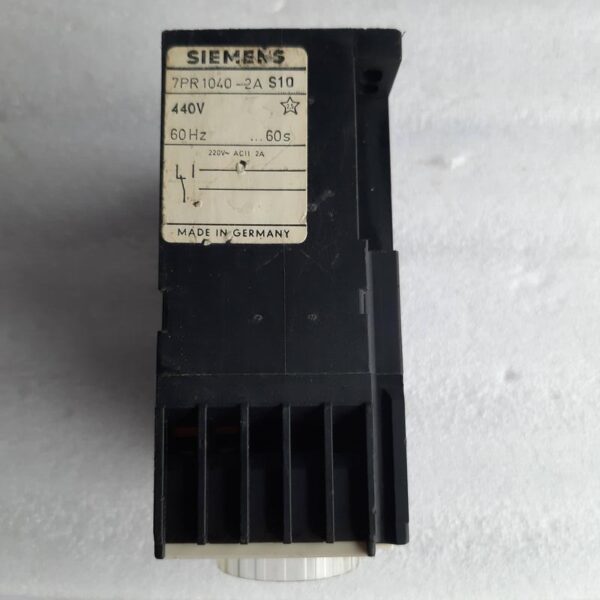 SIEMENS
7PR1040-2A S10
440V
60Hz ...60s
220V~ AC11 2A
MADE IN GERMANY